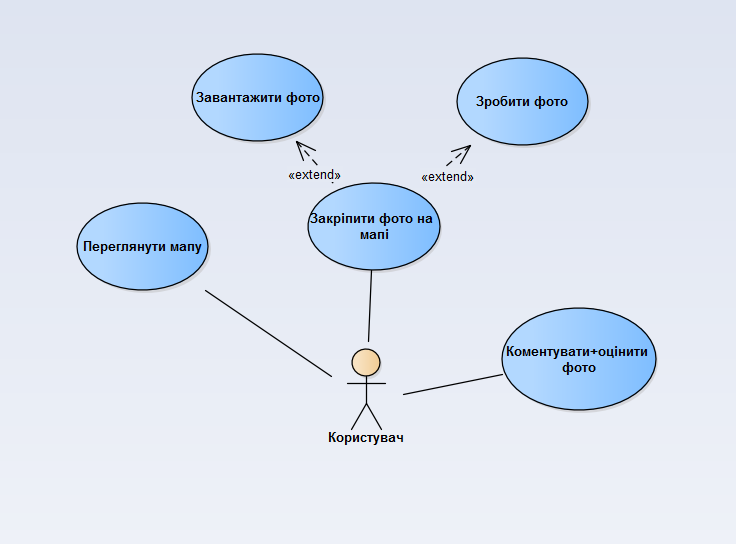 Завантажити фото
Зробити фото
«extend»
«extend»
Закріпити фото на
мапі
Переглянути мапу
Коментувати+оцінити
фото
Користувач